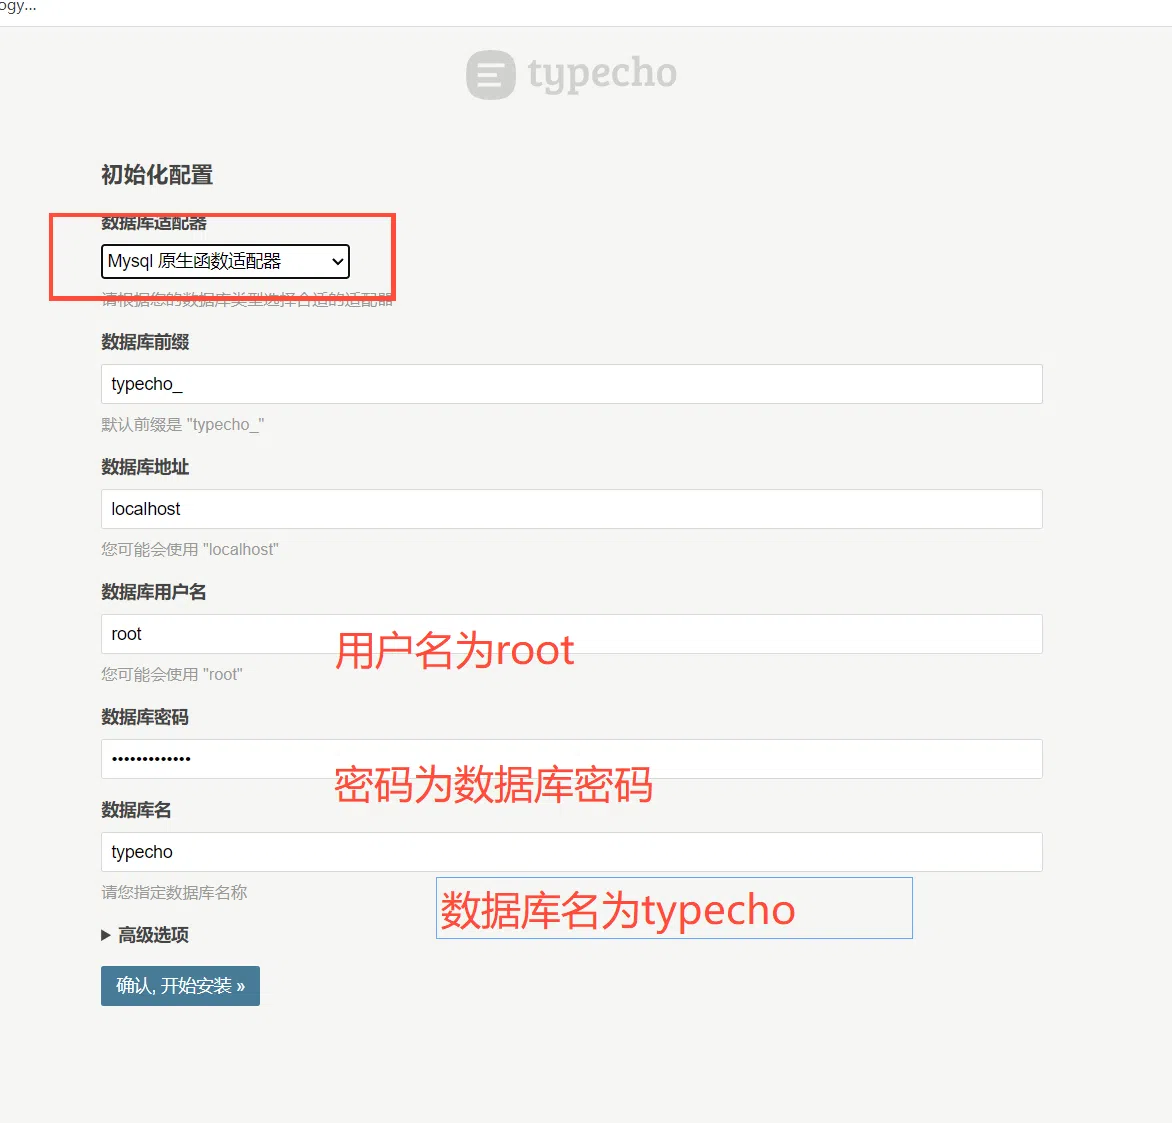 ogy...
typecho
初始化配置
数据库适配器
Mysql 原生函数适配器
请根据您的数据库类型选择合适的适配器
数据库前缀
typecho_
默认前缀是 "typecho_"
数据库地址
localhost
您可能会使用 "localhost"
数据库用户名
root
用户名为root
您可能会使用 "root"
数据库密码
•••••••••••••
密码为数据库密码
数据库名
typecho
请您指定数据库名称
数据库名为typecho
▶ 高级选项
确认, 开始安装 »